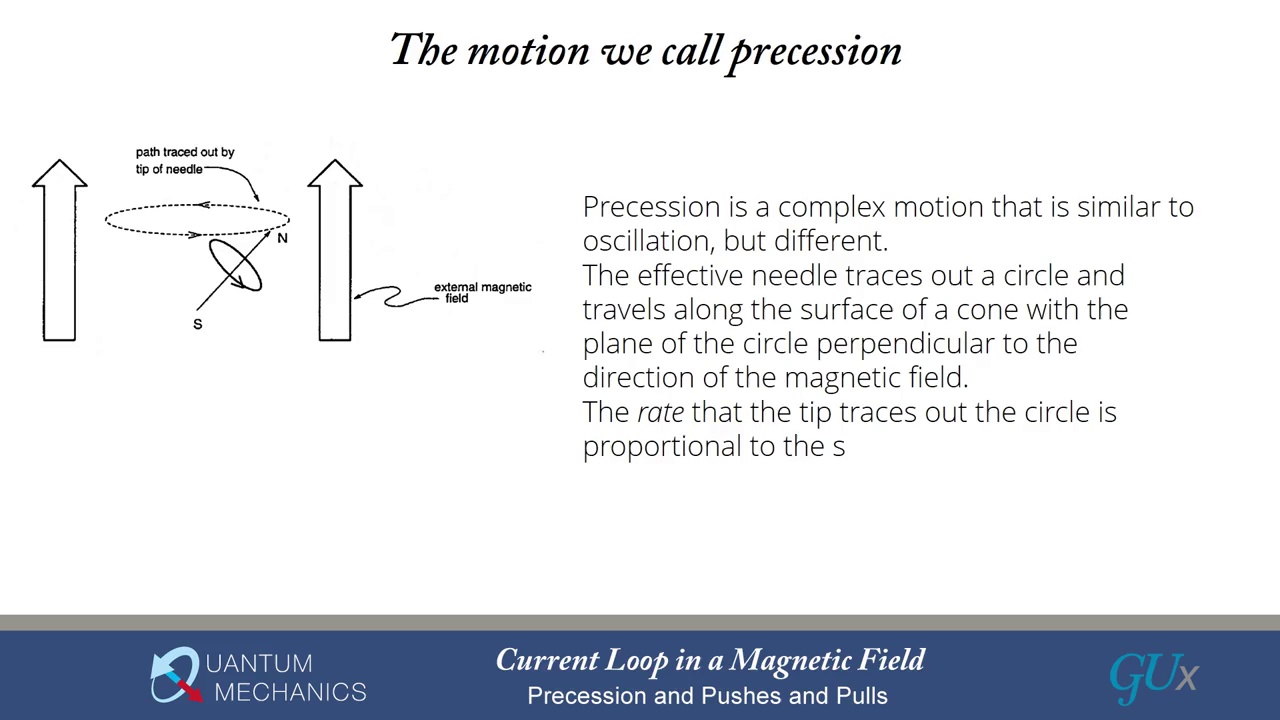 The motion we call precession
path traced out by
tip of needle
N
S
external magnetic
field
Precession is a complex motion that is similar to
oscillation, but different.
The effective needle traces out a circle and
travels along the surface of a cone with the
plane of the circle perpendicular to the
direction of the magnetic field.
The rate that the tip traces out the circle is
proportional to the s
QUANTUM
MECHANICS
Current Loop in a Magnetic Field
Precession and Pushes and Pulls
GUx